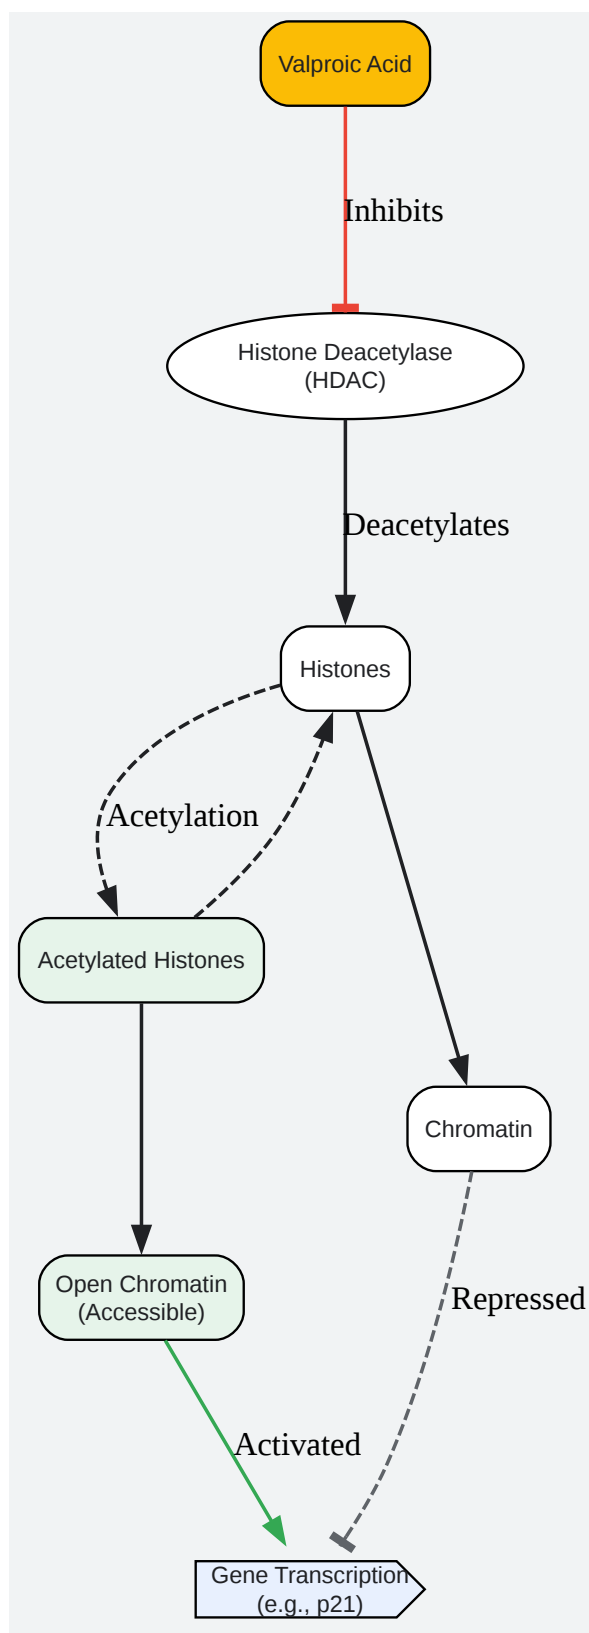 Valproic Acid
Inhibits
Histone Deacetylase
(HDAC)
Deacetylates
Histones
Acetylation
Acetylated Histones
Chromatin
Open Chromatin
(Accessible)
Repressed
Activated
Gene Transcription
(e.g., p21)